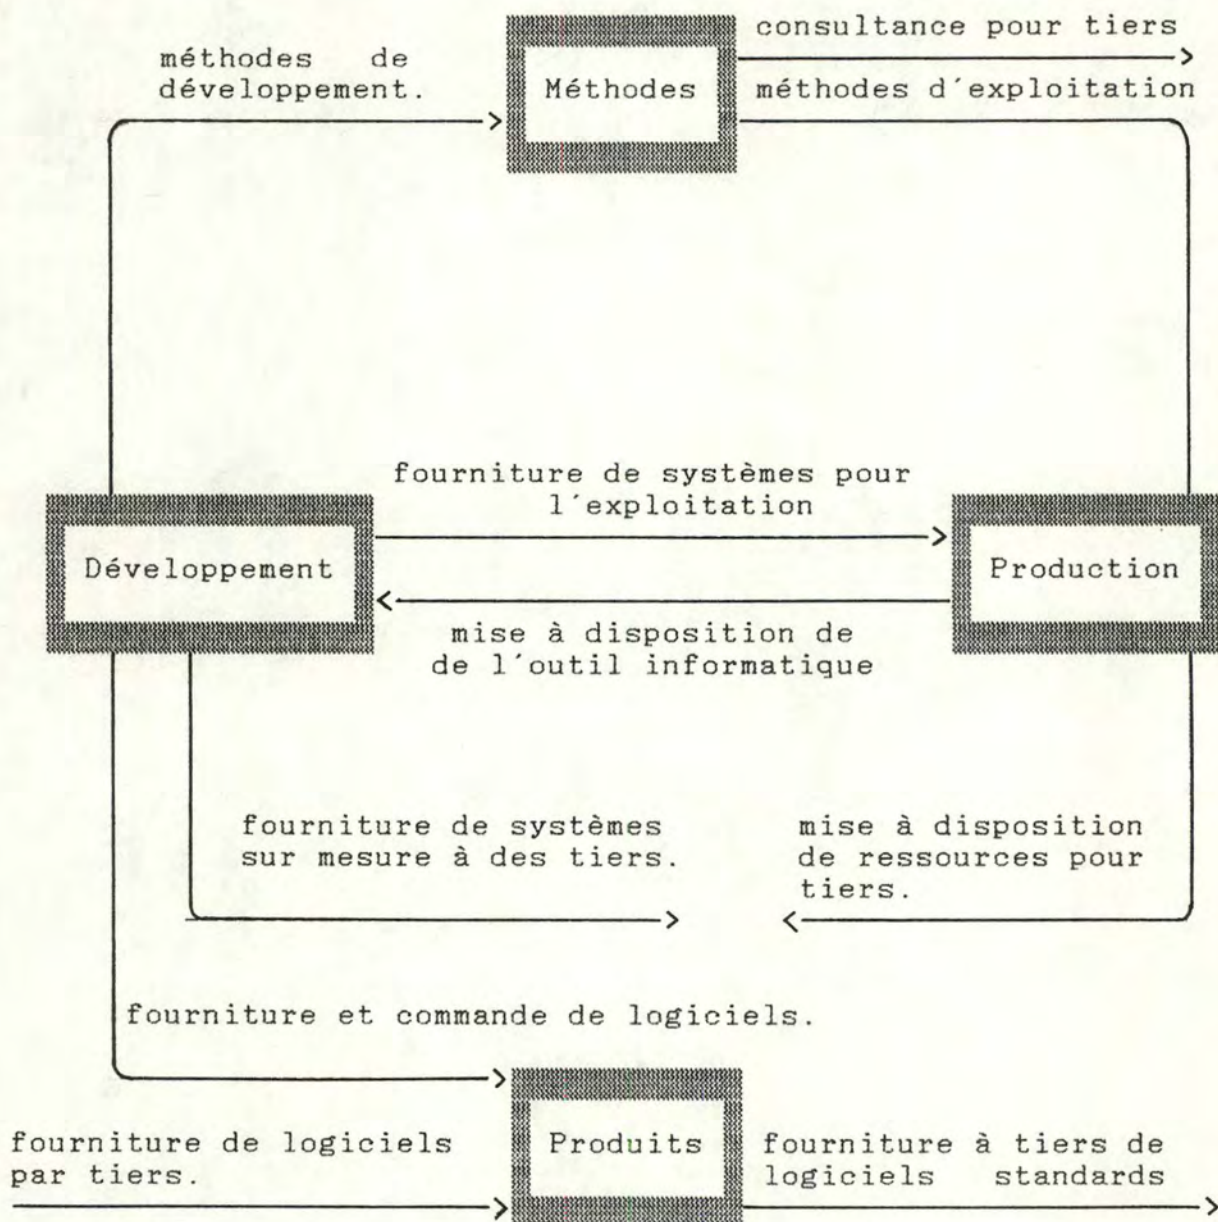 consultance pour tiers
méthodes de
développement.
Méthodes
méthodes d'exploitation
fourniture de systèmes pour
l'exploitation
Développement
Production
mise à disposition de
de l'outil informatique
fourniture de systèmes
sur mesure à des tiers.
mise à disposition
de ressources pour
tiers.
fourniture et commande de logiciels.
fourniture de logiciels
par tiers.
Produits
fourniture à tiers de
logiciels standards